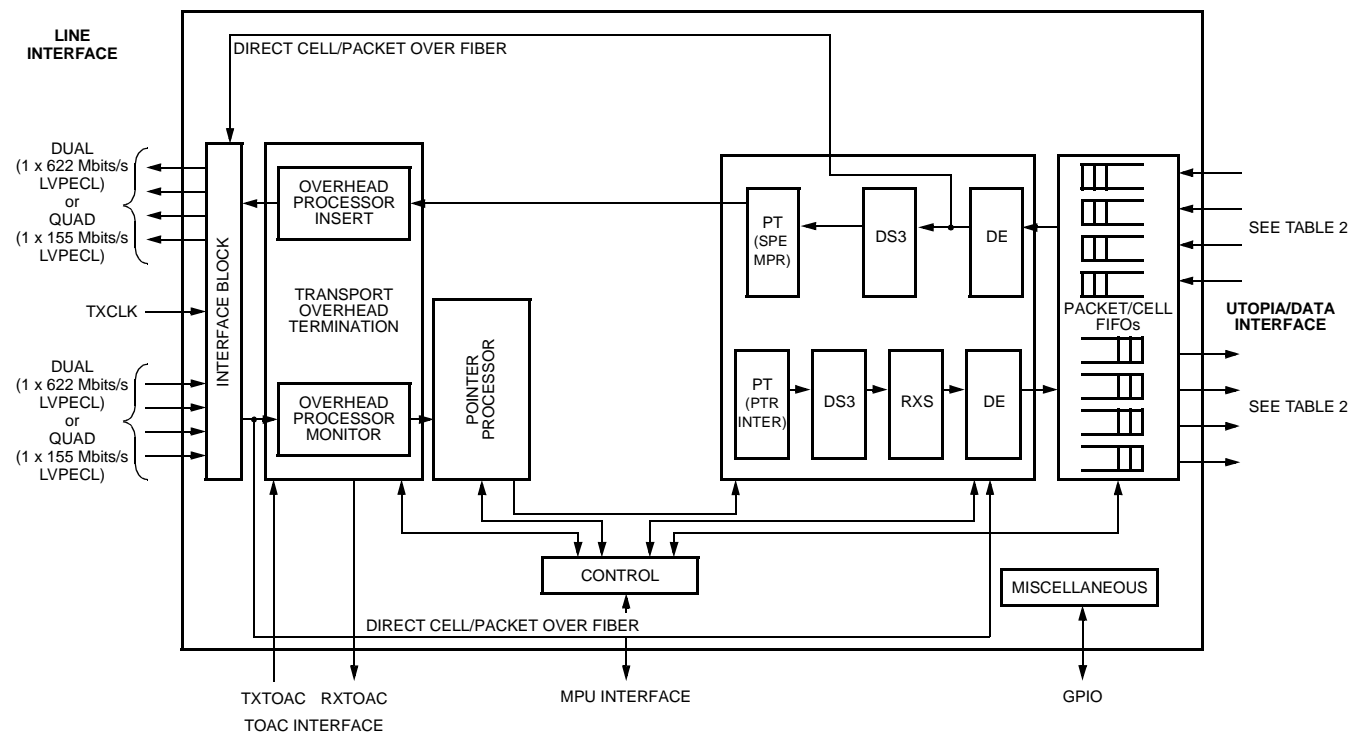 LINE
INTERFACE
DIRECT CELL/PACKET OVER FIBER
DUAL
(1 x 622 Mbits/s
LVPECL)
or
QUAD
(1 x 155 Mbits/s
LVPECL)
TXCLK
DUAL
(1 x 622 Mbits/s
LVPECL)
or
QUAD
(1 x 155 Mbits/s
LVPECL)
INTERFACE BLOCK
OVERHEAD
PROCESSOR
INSERT
TRANSPORT
OVERHEAD
TERMINATION
OVERHEAD
PROCESSOR
MONITOR
POINTER
PROCESSOR
PT
(SPE
MPR)
DS3
DE
PT
(PTR
INTER)
DS3
RXS
DE
PACKET/CELL
FIFOs
SEE TABLE 2
UTOPIA/DATA
INTERFACE
SEE TABLE 2
CONTROL
MISCELLANEOUS
DIRECT CELL/PACKET OVER FIBER
TXTOAC RXTOAC
TOAC INTERFACE
MPU INTERFACE
GPIO